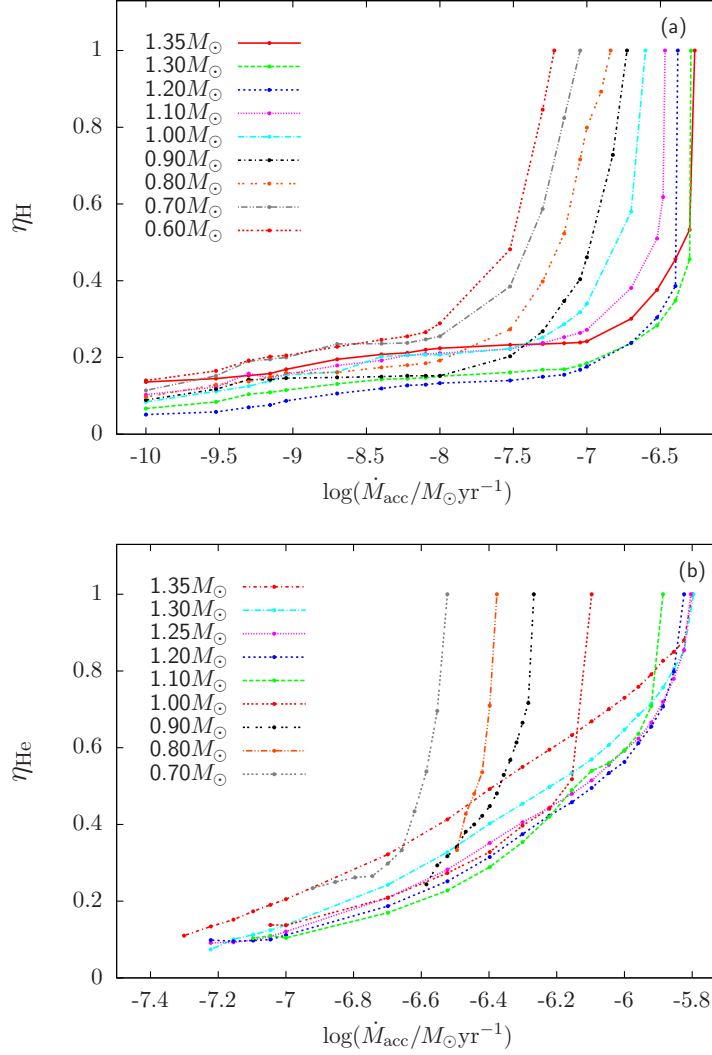 (a)
1.35M⊙
1.30M⊙
1.20M⊙
1.10M⊙
1.00M⊙
0.90M⊙
0.80M⊙
0.70M⊙
0.60M⊙
1
0.8
0.6
0.4
0.2
0
ηH
-10 -9.5 -9 -8.5 -8 -7.5 -7 -6.5
log(Ṁacc/M⊙yr⁻¹)
(b)
1.35M⊙
1.30M⊙
1.25M⊙
1.20M⊙
1.10M⊙
1.00M⊙
0.90M⊙
0.80M⊙
0.70M⊙
1
0.8
0.6
0.4
0.2
0
ηHe
-7.4 -7.2 -7 -6.8 -6.6 -6.4 -6.2 -6 -5.8
log(Ṁacc/M⊙yr⁻¹)